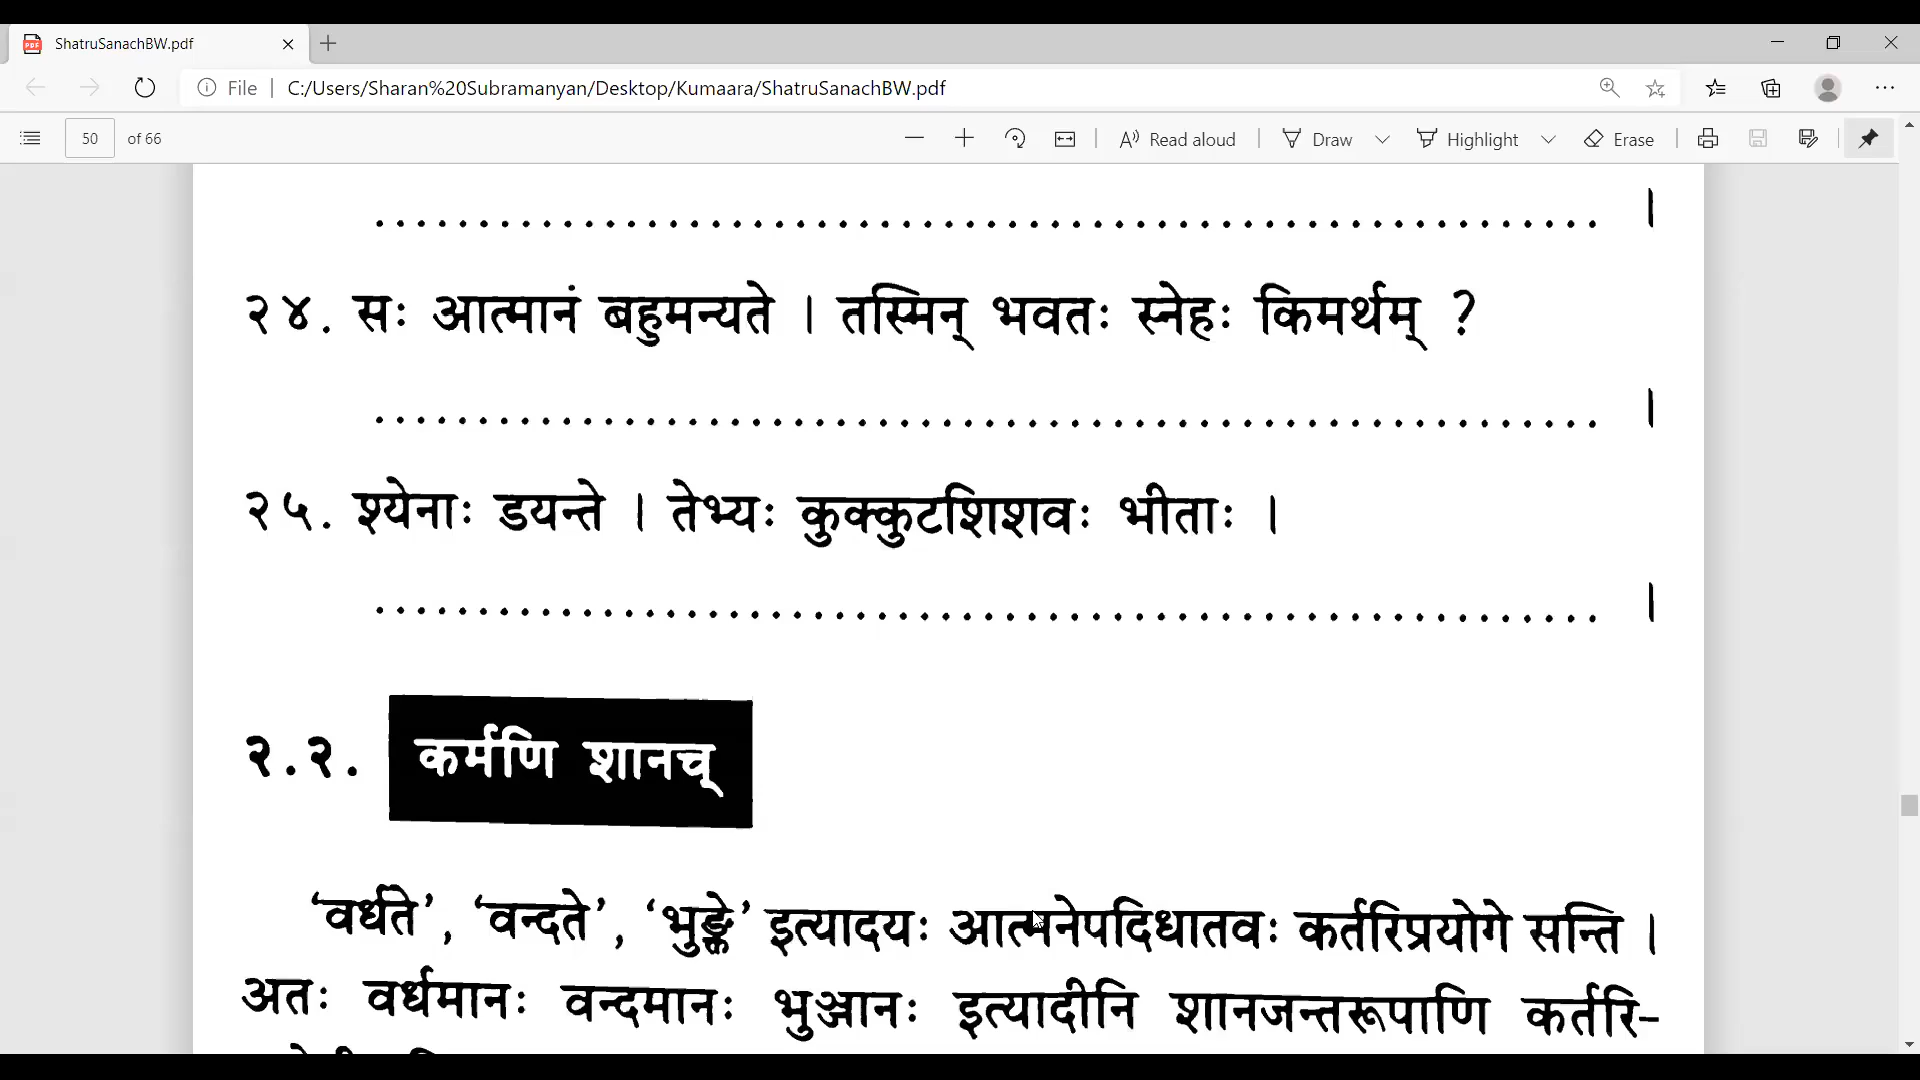 ShatruSanachBW.pdf
File | C:/Users/Sharan%20Subramanyan/Desktop/Kumaara/ShatruSanachBW.pdf
50 of 66 Read aloud Draw Highlight Erase
.......................................................... ।
२४. सः आत्मानं बहुमन्यते । तस्मिन् भवतः स्नेहः किमर्थम् ?
.......................................................... ।
२५. श्येनाः डयन्ते । तेभ्यः कुक्कुटशिशवः भीताः ।
.......................................................... ।
२.२. कर्मणि शानच्
‘वर्धते’, ‘वन्दते’, ‘भुङ्क्ते’ इत्यादयः आत्मनेपदिधातवः कर्तरिप्रयोगे सन्ति ।
अतः वर्धमानः वन्दमानः भुञ्जानः इत्यादीनि शानजन्तरूपाणि कर्तरि-